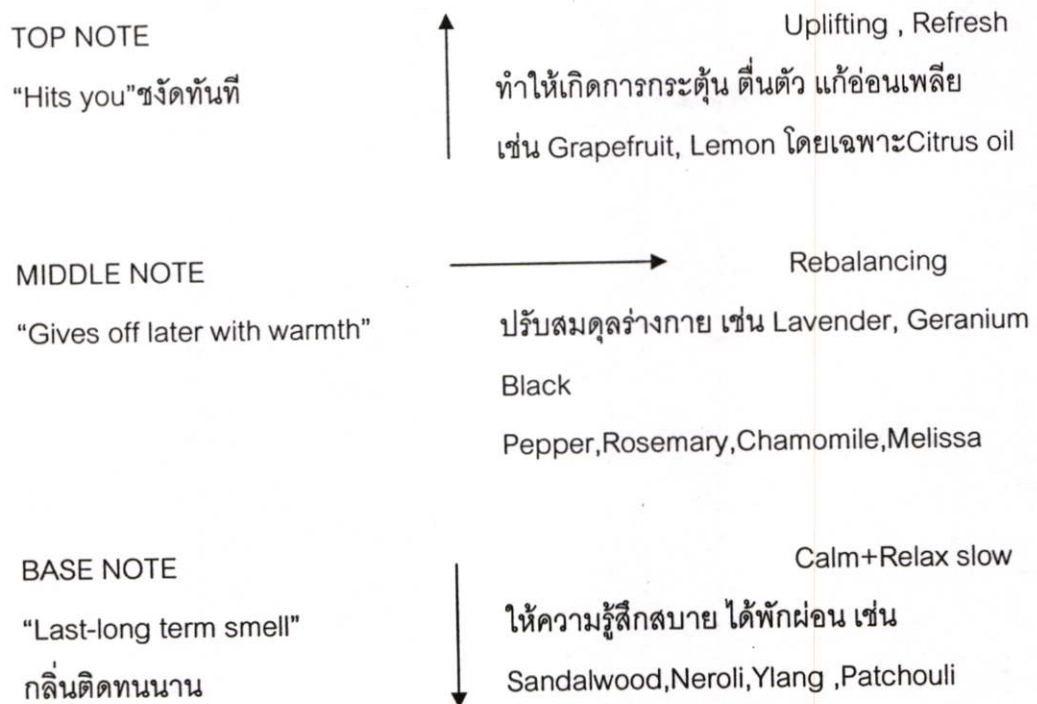 TOP NOTE
Uplifting , Refresh
“Hits you”ชงัดทันที
ทำให้เกิดการกระตุ้น ตื่นตัว แก้อ่อนเพลีย
เช่น Grapefruit, Lemon โดยเฉพาะCitrus oil
MIDDLE NOTE
Rebalancing
“Gives off later with warmth”
ปรับสมดุลร่างกาย เช่น Lavender, Geranium
Black
Pepper,Rosemary,Chamomile,Melissa
BASE NOTE
Calm+Relax slow
“Last-long term smell”
ให้ความรู้สึกสบาย ได้พักผ่อน เช่น
กลิ่นติดทนนาน
Sandalwood,Neroli,Ylang ,Patchouli